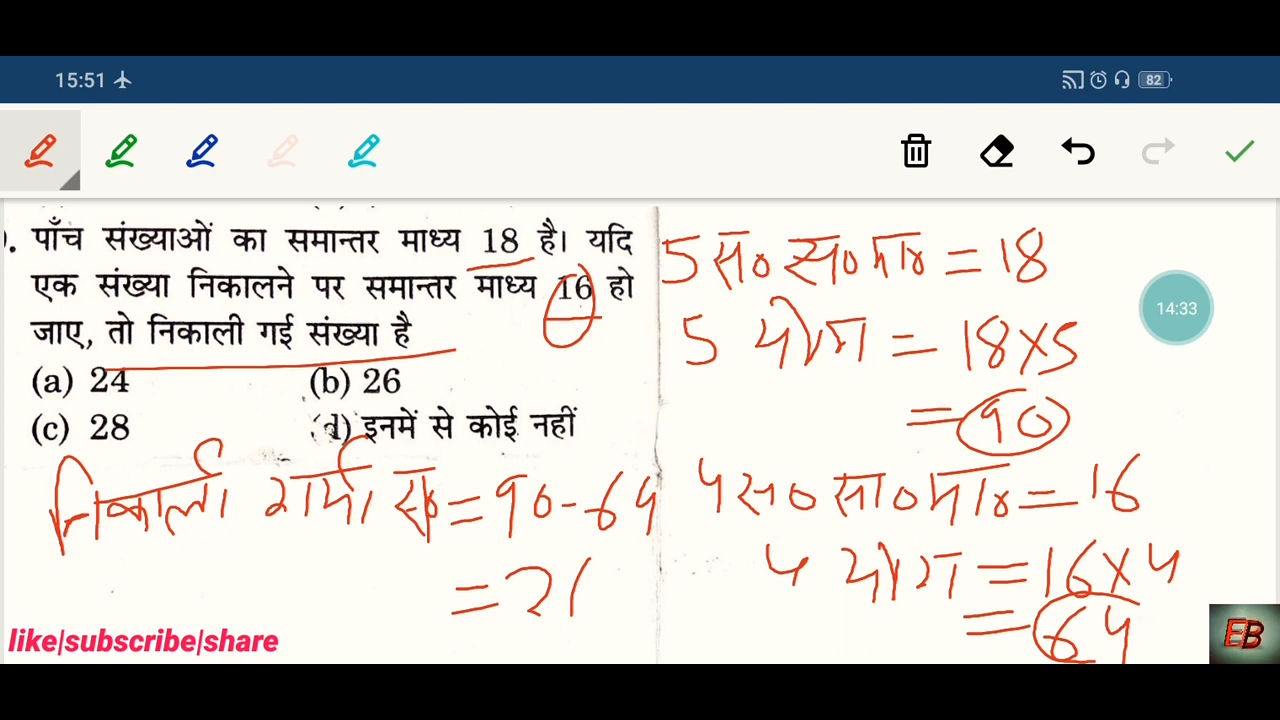 15:51
82
. पाँच संख्याओं का समान्तर माध्य 18 है। यदि
एक संख्या निकालने पर समान्तर माध्य 16 हो
जाए, तो निकाली गई संख्या है
(a) 24 (b) 26
(c) 28 (d) इनमें से कोई नहीं
5 सं० स० मा० = 18
5 योग = 18×5
= 90
4 स० सा० मा० = 16
4 योग = 16×4
= 64
निकाली गयी सं० = 90-64
= 2
14:33
like|subscribe|share
EB